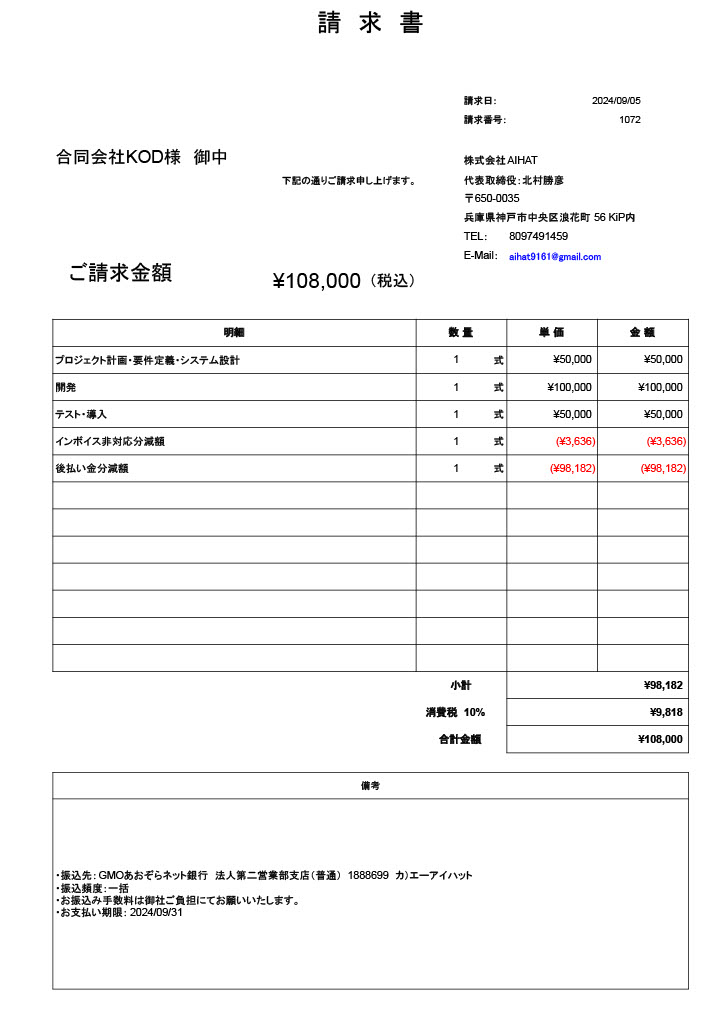 請 求 書
請求日： 2024/09/05
請求番号： 1072
合同会社KOD様 御中
株式会社AIHAT
下記の通りご請求申し上げます。
代表取締役：北村勝彦
〒650-0035
兵庫県神戸市中央区浪花町 56 KiP内
TEL： 8097491459
E-Mail： aihat9161@gmail.com
ご請求金額 ¥108,000（税込）
明細 数 量 単 価 金 額
プロジェクト計画・要件定義・システム設計 1 式 ¥50,000 ¥50,000
開発 1 式 ¥100,000 ¥100,000
テスト・導入 1 式 ¥50,000 ¥50,000
インボイス非対応分減額 1 式 (¥3,636) (¥3,636)
後払い金分減額 1 式 (¥98,182) (¥98,182)
小計 ¥98,182
消費税 10% ¥9,818
合計金額 ¥108,000
備考
・振込先：GMOあおぞらネット銀行 法人第二営業部支店（普通） 1888699 カ）エーアイハット
・振込頻度：一括
・お振込み手数料は御社ご負担にてお願いいたします。
・お支払い期限：2024/09/31